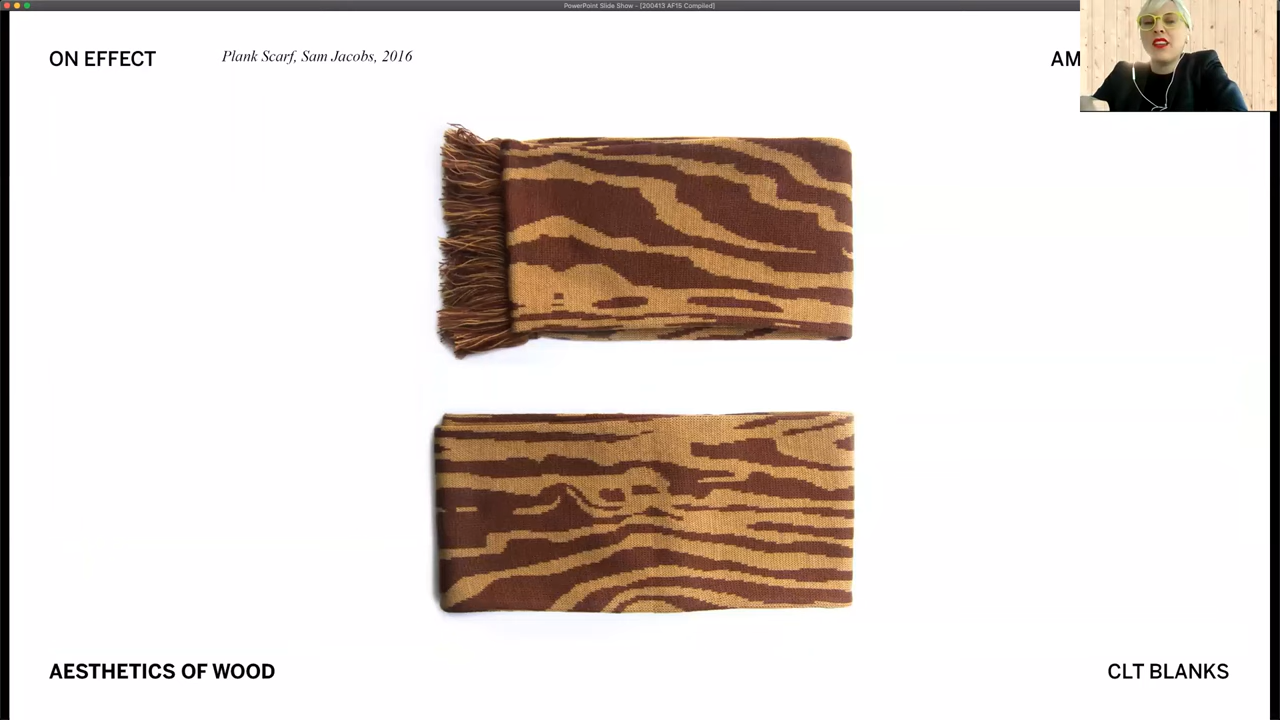 PowerPoint Slide Show - [200413 AF15 Compiled]
ON EFFECT
Plank Scarf, Sam Jacobs, 2016
AM
AESTHETICS OF WOOD
CLT BLANKS